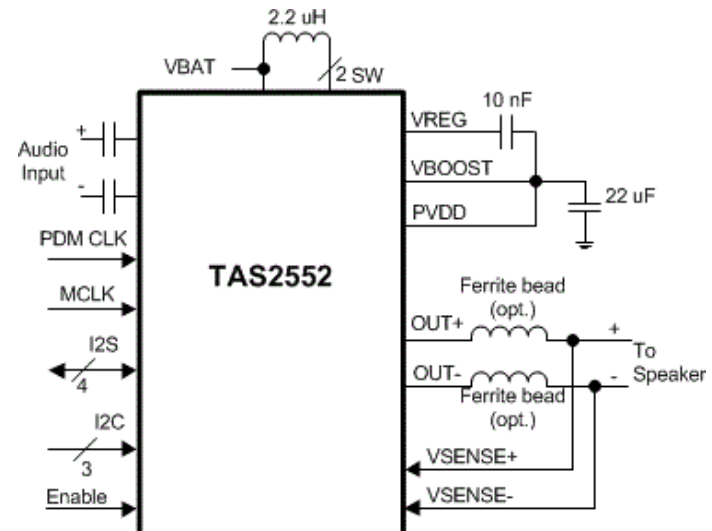 2.2 uH
VBAT
2 SW
10 nF
VREG
+
Audio
Input
-
VBOOST
22 uF
PVDD
PDM CLK
TAS2552
MCLK
Ferrite bead
(opt.)
OUT+
+
To
Speaker
-
I2S
4
OUT-
Ferrite bead
(opt.)
I2C
3
VSENSE+
Enable
VSENSE-